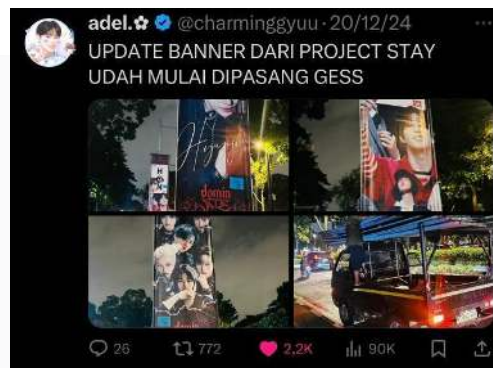 adel.✿ @charminggyuu · 20/12/24
UPDATE BANNER DARI PROJECT STAY
UDAH MULAI DIPASANG GESS
domin
26 772 2,2K 90K